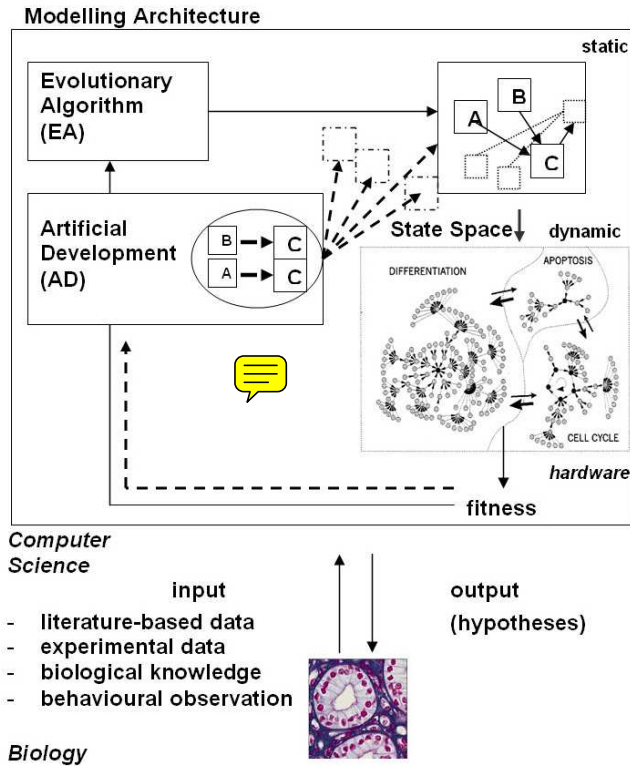 Modelling Architecture
static
Evolutionary
Algorithm
(EA)
A
B
C
Artificial
Development
(AD)
B
C
A
C
State Space
dynamic
DIFFERENTIATION
APOPTOSIS
CELL CYCLE
hardware
fitness
Computer
Science
input
- literature-based data
- experimental data
- biological knowledge
- behavioural observation
output
(hypotheses)
Biology